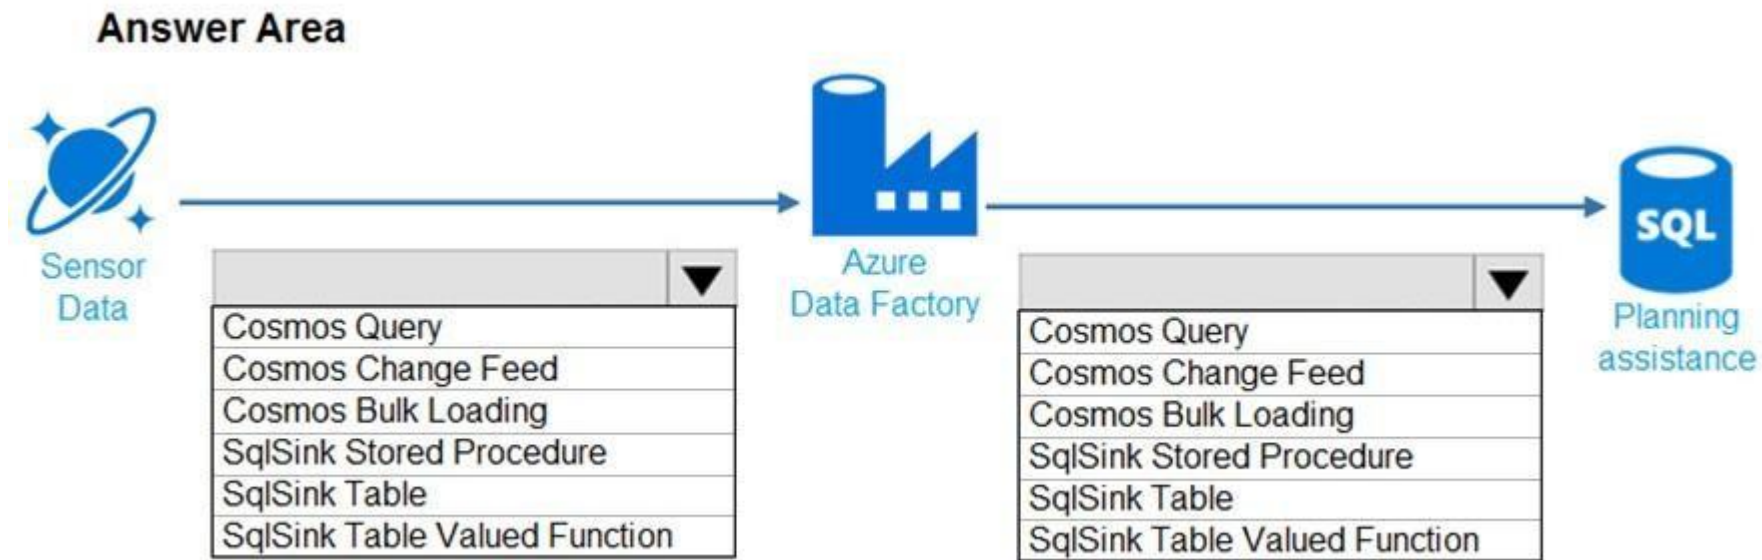 Answer Area
Sensor
Data
Cosmos Query
Cosmos Change Feed
Cosmos Bulk Loading
SqlSink Stored Procedure
SqlSink Table
SqlSink Table Valued Function
Azure
Data Factory
Cosmos Query
Cosmos Change Feed
Cosmos Bulk Loading
SqlSink Stored Procedure
SqlSink Table
SqlSink Table Valued Function
SQL
Planning
assistance